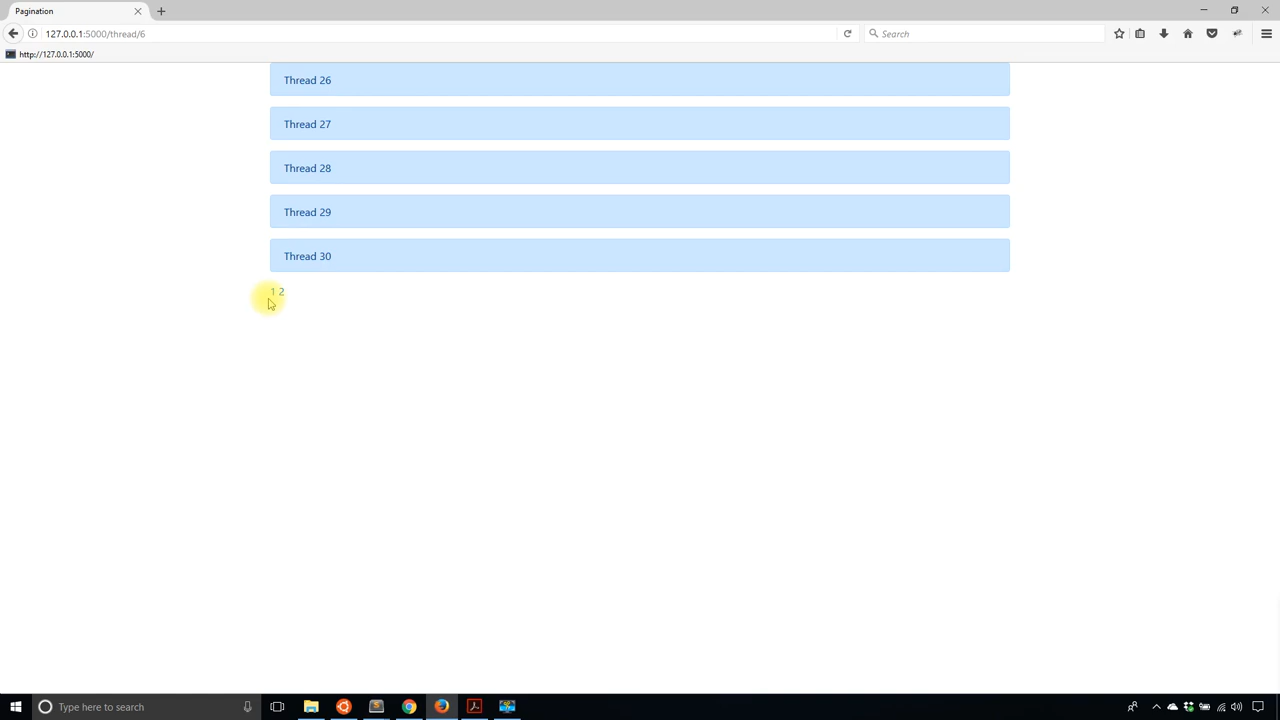 Pagination
127.0.0.1:5000/thread/6
Search
http://127.0.0.1:5000/
Thread 26
Thread 27
Thread 28
Thread 29
Thread 30
1 2
Type here to search